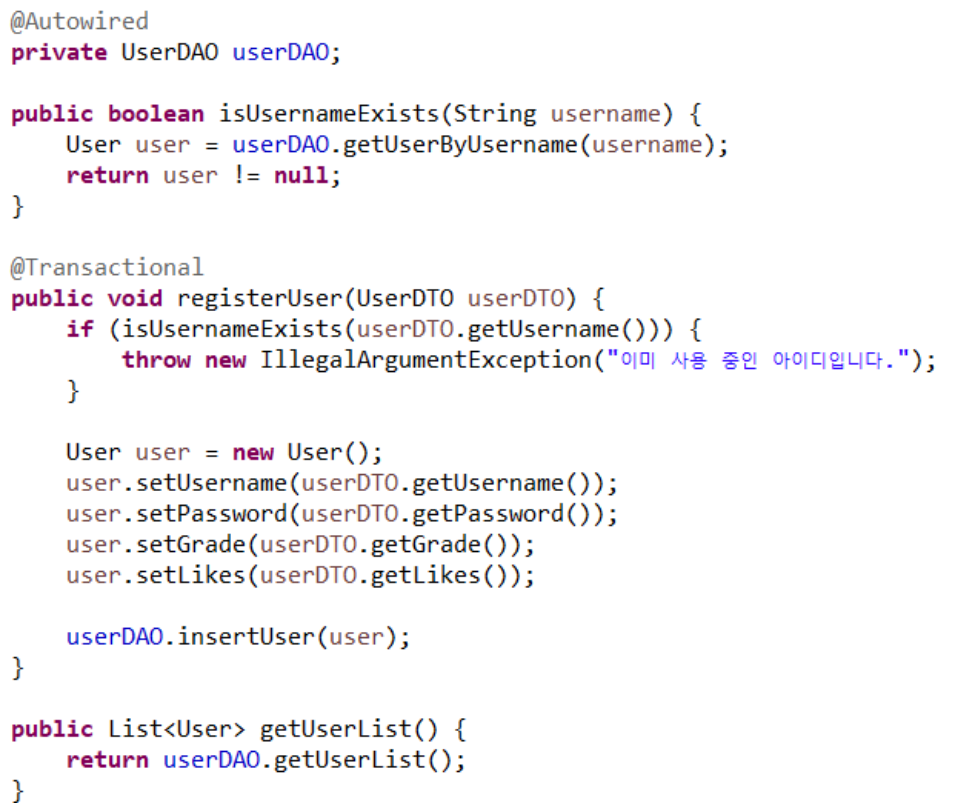 @Autowired
private UserDAO userDAO;
public boolean isUsernameExists(String username) {
User user = userDAO.getUserByUsername(username);
return user != null;
}
@Transactional
public void registerUser(UserDTO userDTO) {
if (isUsernameExists(userDTO.getUsername())) {
throw new IllegalArgumentException("이미 사용 중인 아이디입니다.");
}
User user = new User();
user.setUsername(userDTO.getUsername());
user.setPassword(userDTO.getPassword());
user.setGrade(userDTO.getGrade());
user.setLikes(userDTO.getLikes());
userDAO.insertUser(user);
}
public List<User> getUserList() {
return userDAO.getUserList();
}